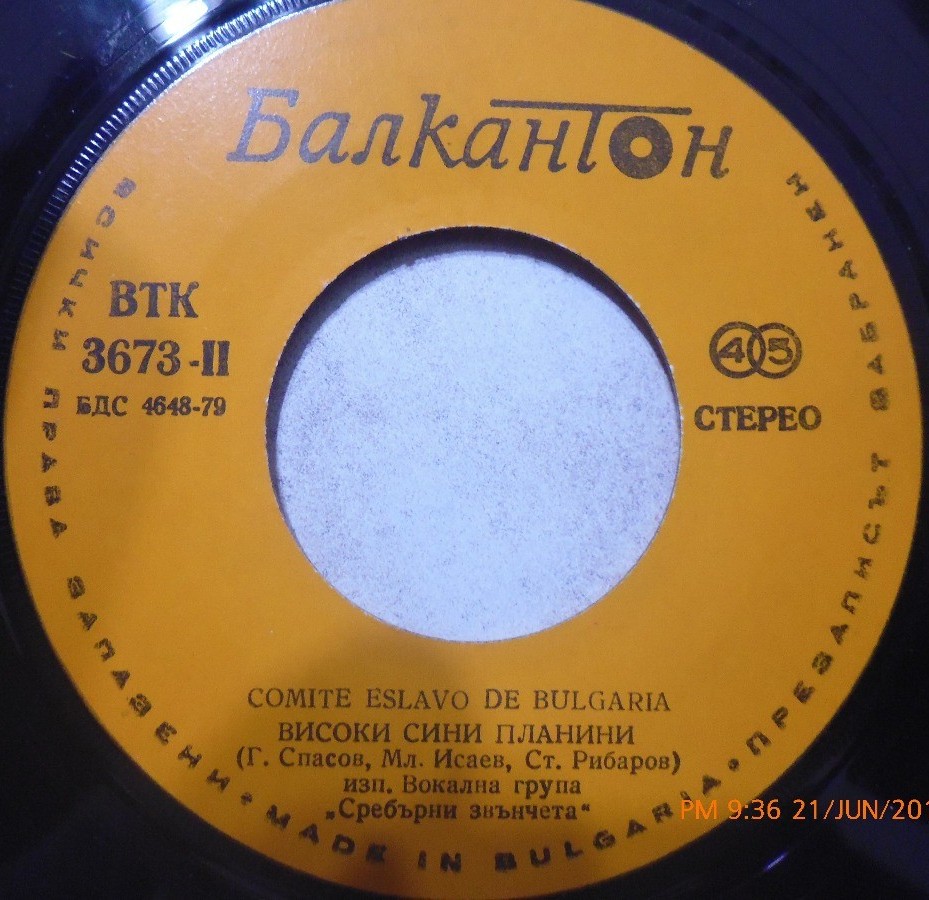 Балкантон
ВТК
3673-II
БДС 4648-79
45
СТЕРЕО
COMITE ESLAVO DE BULGARIA
ВИСОКИ СИНИ ПЛАНИНИ
(Г. Спасов, Мл. Исаев, Ст. Рибаров)
изп. Вокална група
„Сребърни звънчета“
ВСИЧКИ ПРАВА ЗАПАЗЕНИ • MADE IN BULGARIA • ПРЕЗАПИСЪТ ЗАБРАНЕН
PM 9:36 21/JUN/201